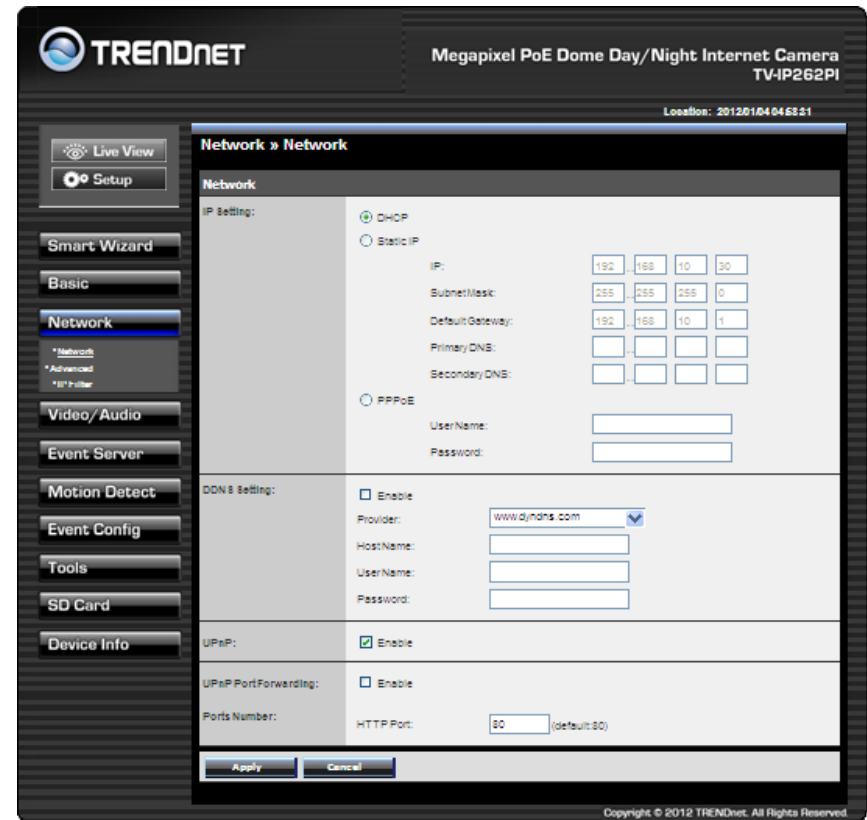 TRENDNET
Megapixel PoE Dome Day/Night Internet Camera
TV-IP262PI
Location: 2012/01/04 04:58:21
Live View
Setup
Smart Wizard
Basic
Network
*Network
*Advanced
*IP Filter
Video/Audio
Event Server
Motion Detect
Event Config
Tools
SD Card
Device Info
Network » Network
Network
IP Setting:
DHCP
Static IP
IP: 192 . 168 10 30
Subnet Mask: 255 . 255 255 0
Default Gateway: 192 . 168 10 1
Primary DNS:
Secondary DNS:
PPPoE
User Name:
Password:
DDNS Setting:
Enable
Provider: www.dyndns.com
Host Name:
User Name:
Password:
UPnP: Enable
UPnP Port Forwarding: Enable
Ports Number:
HTTP Port: 80 (default:80)
Apply Cancel
Copyright © 2012 TRENDnet. All Rights Reserved.